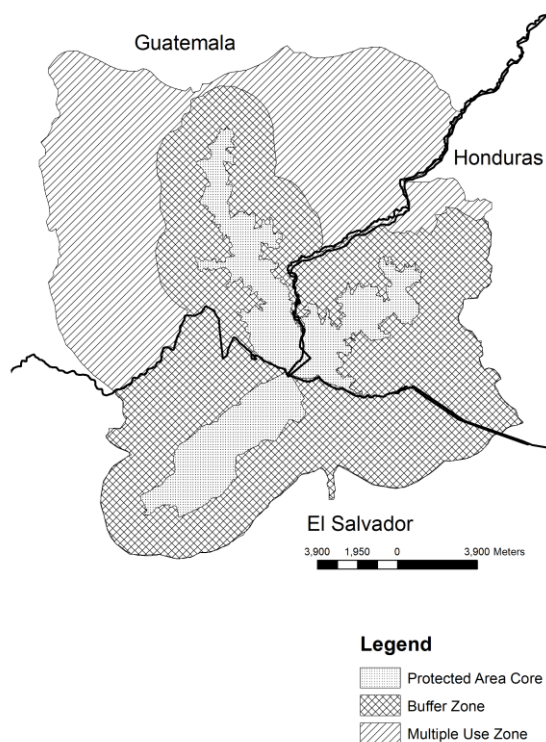 Guatemala
Honduras
El Salvador
3,900 1,950 0 3,900 Meters
Legend
Protected Area Core
Buffer Zone
Multiple Use Zone